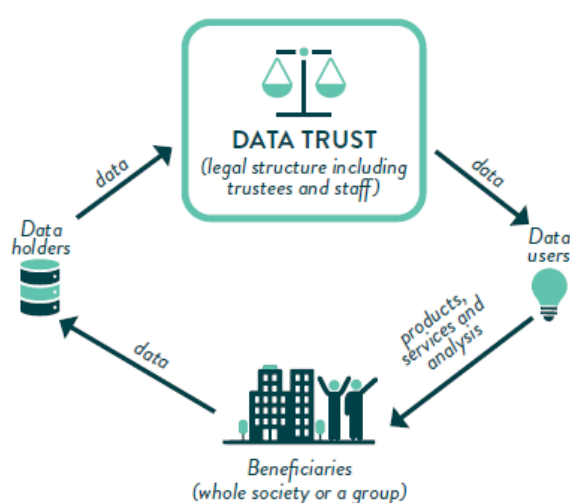 DATA TRUST
(legal structure including
trustees and staff)
data
data
Data
holders
Data
users
products,
services and
analysis
data
Beneficiaries
(whole society or a group)